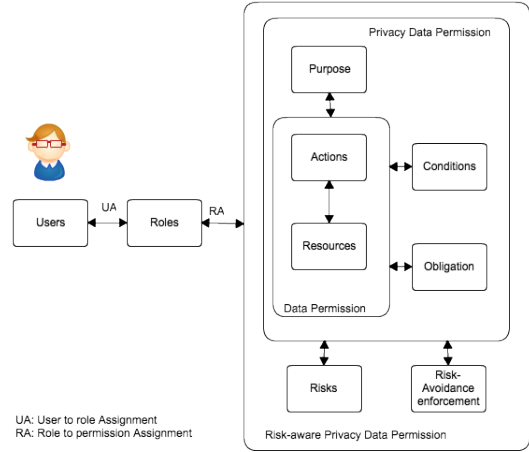 Privacy Data Permission
Purpose
Actions
Conditions
UA
RA
Users
Roles
Resources
Obligation
Data Permission
Risks
Risk-
Avoidance
enforcement
UA: User to role Assignment
RA: Role to permission Assignment
Risk-aware Privacy Data Permission